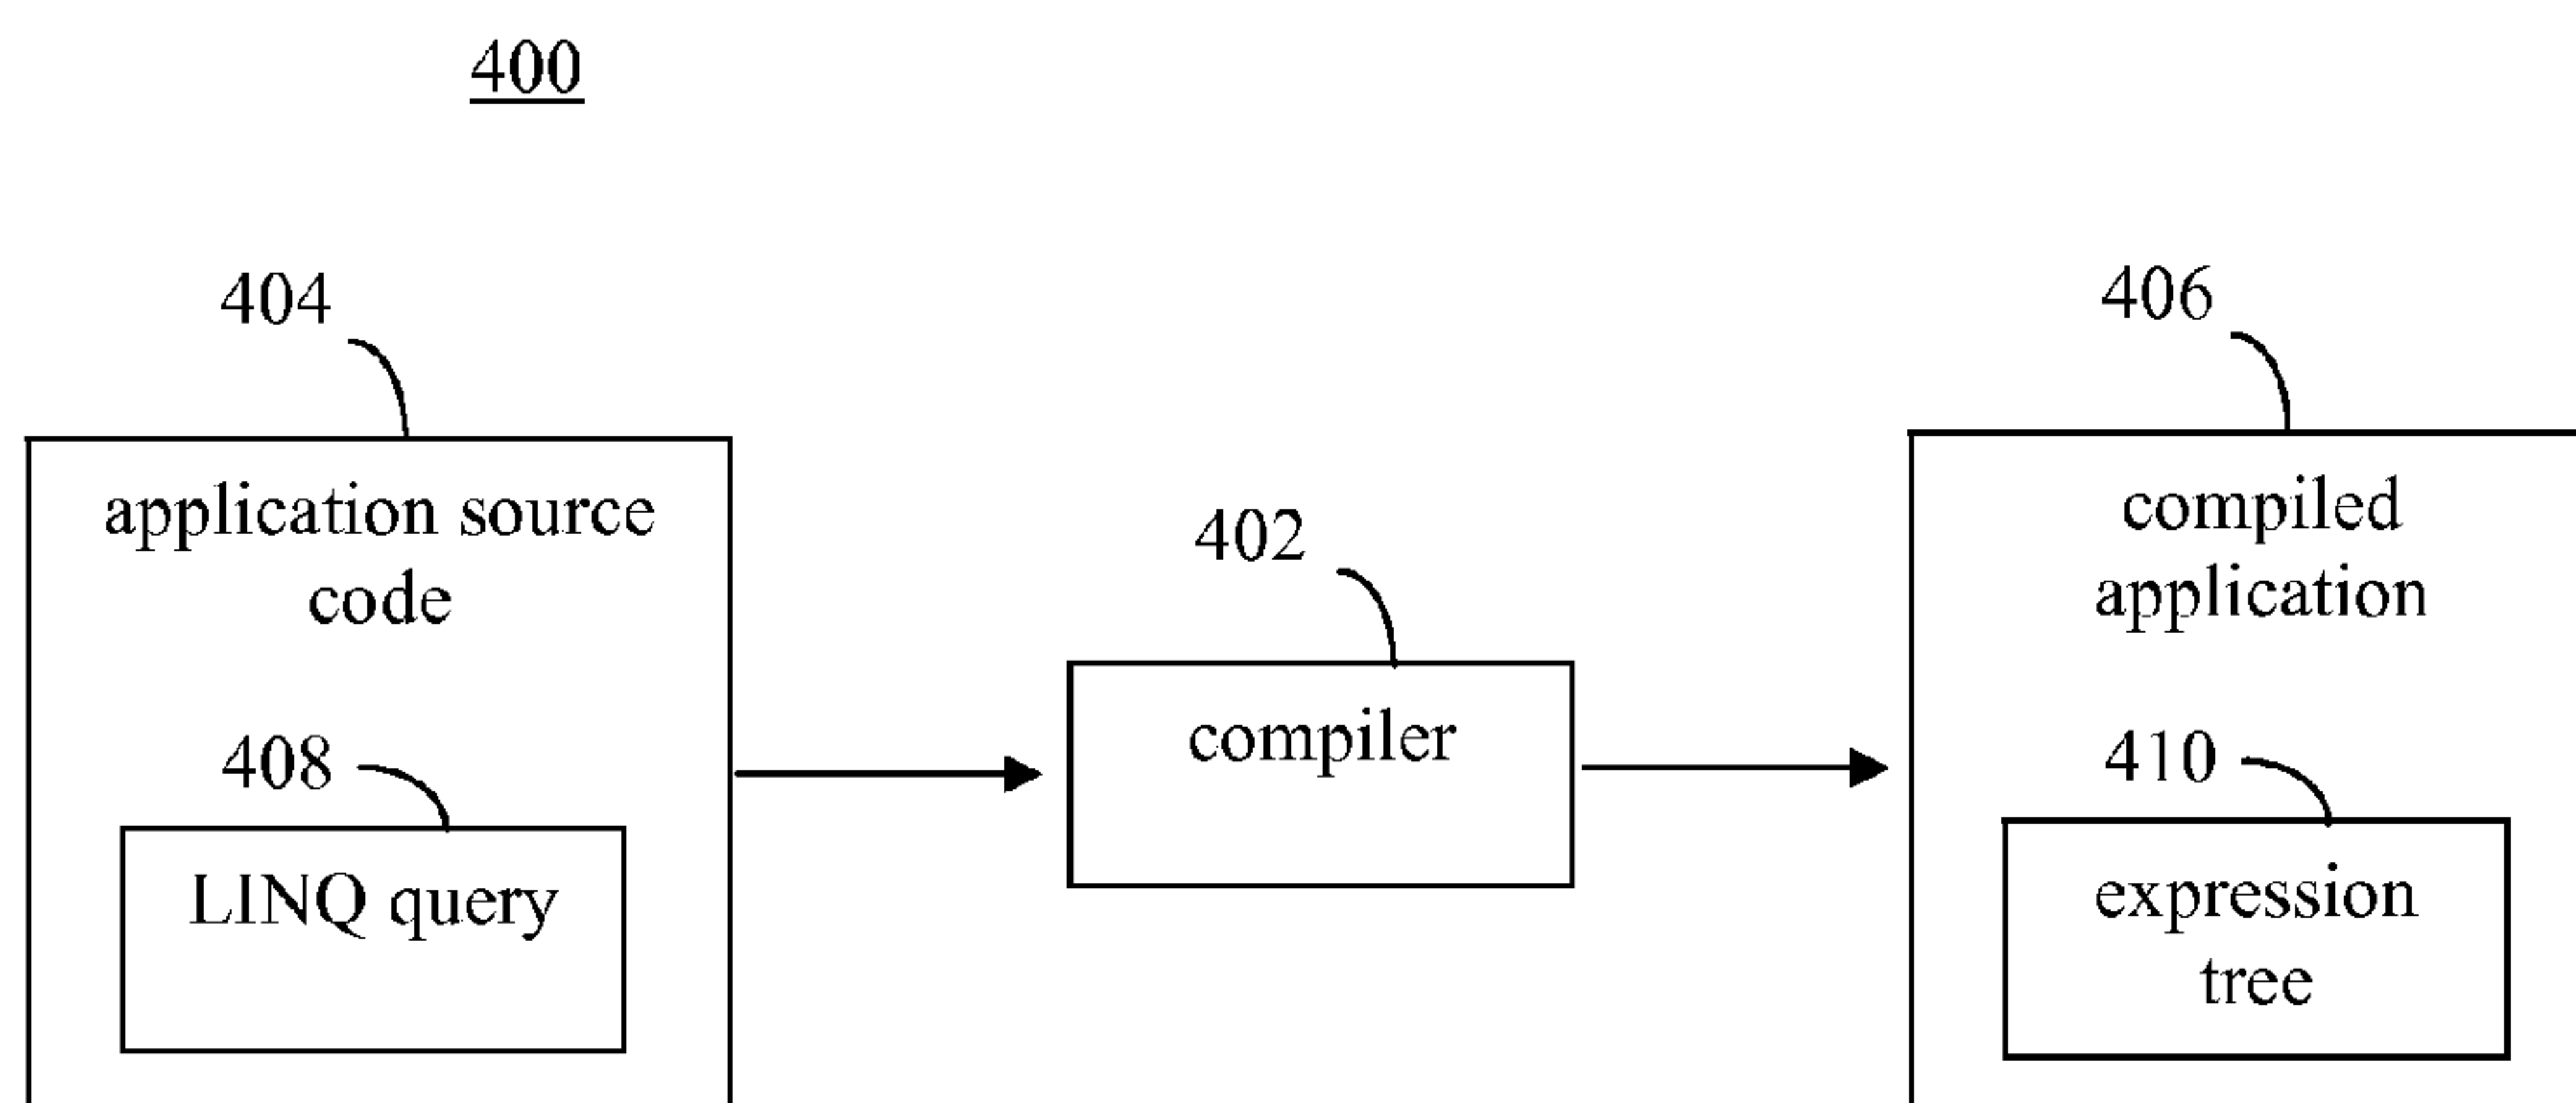 400
404
application source
code
408
LINQ query
402
compiler
406
compiled
application
410
expression
tree